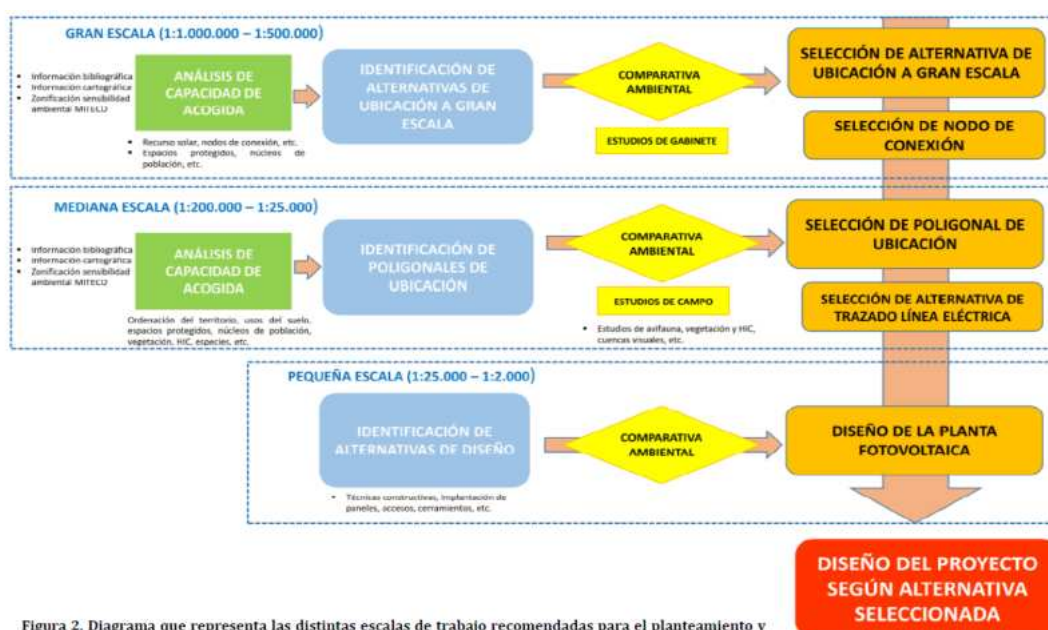 GRAN ESCALA (1:1.000.000 – 1:500.000)
▪ Información bibliográfica
▪ Información cartográfica
▪ Zonificación sensibilidad
ambiental MITECO
ANÁLISIS DE
CAPACIDAD DE
ACOGIDA
▪ Recurso solar, nodos de conexión, etc.
▪ Espacios protegidos, núcleos de
población, etc.
IDENTIFICACIÓN DE
ALTERNATIVAS DE
UBICACIÓN A GRAN
ESCALA
COMPARATIVA
AMBIENTAL
ESTUDIOS DE GABINETE
SELECCIÓN DE ALTERNATIVA DE
UBICACIÓN A GRAN ESCALA
SELECCIÓN DE NODO DE
CONEXIÓN
MEDIANA ESCALA (1:200.000 – 1:25.000)
▪ Información bibliográfica
▪ Información cartográfica
▪ Zonificación sensibilidad
ambiental MITECO
ANÁLISIS DE
CAPACIDAD DE
ACOGIDA
Ordenación del territorio, usos del suelo,
espacios protegidos, núcleos de población,
vegetación, HIC, especies, etc.
IDENTIFICACIÓN DE
POLIGONALES DE
UBICACIÓN
COMPARATIVA
AMBIENTAL
ESTUDIOS DE CAMPO
▪ Estudios de avifauna, vegetación y HIC,
cuencas visuales, etc.
SELECCIÓN DE POLIGONAL DE
UBICACIÓN
SELECCIÓN DE ALTERNATIVA DE
TRAZADO LÍNEA ELÉCTRICA
PEQUEÑA ESCALA (1:25.000 – 1:2.000)
IDENTIFICACIÓN DE
ALTERNATIVAS DE DISEÑO
▪ Técnicas constructivas, implantación de
paneles, accesos, cerramientos, etc.
COMPARATIVA
AMBIENTAL
DISEÑO DE LA PLANTA
FOTOVOLTAICA
DISEÑO DEL PROYECTO
SEGÚN ALTERNATIVA
SELECCIONADA
Figura 2. Diagrama que representa las distintas escalas de trabajo recomendadas para el planteamiento y